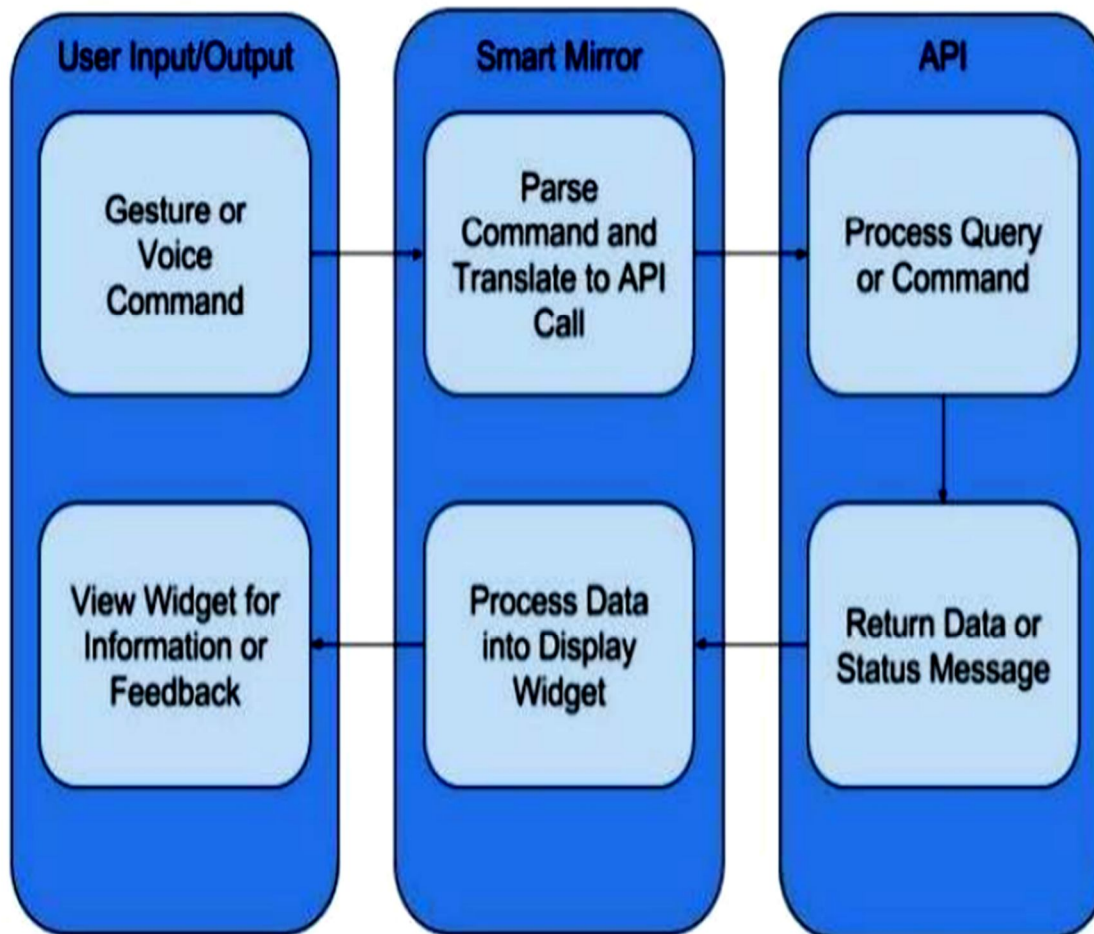 User Input/Output
Gesture or
Voice
Command
View Widget for
Information or
Feedback
Smart Mirror
Parse
Command and
Translate to API
Call
Process Data
into Display
Widget
API
Process Query
or Command
Return Data or
Status Message